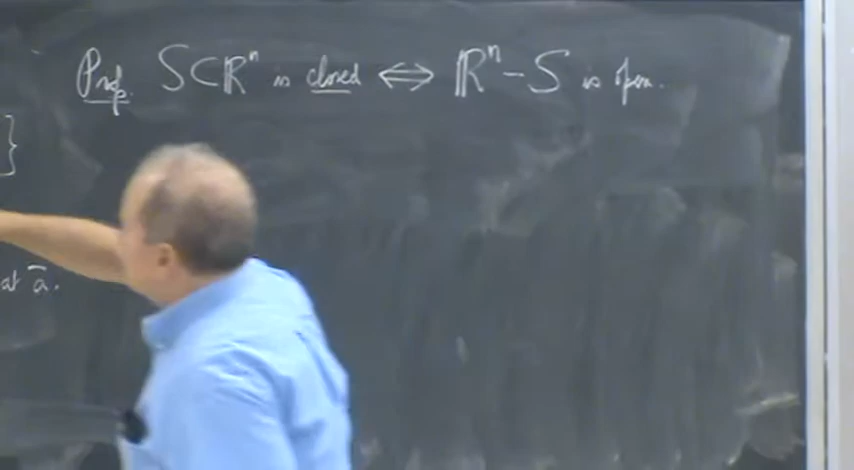 Prop. S ⊂ ℝⁿ is closed ⟺ ℝⁿ − S is open.
}
at a̅.